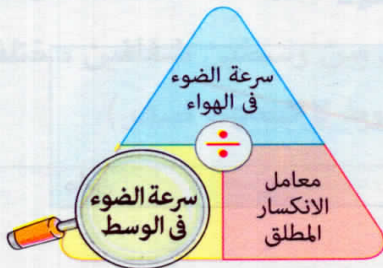 سرعة الضوء
فى الهواء
÷
سرعة الضوء
فى الوسط
معامل
الانكسار
المطلق